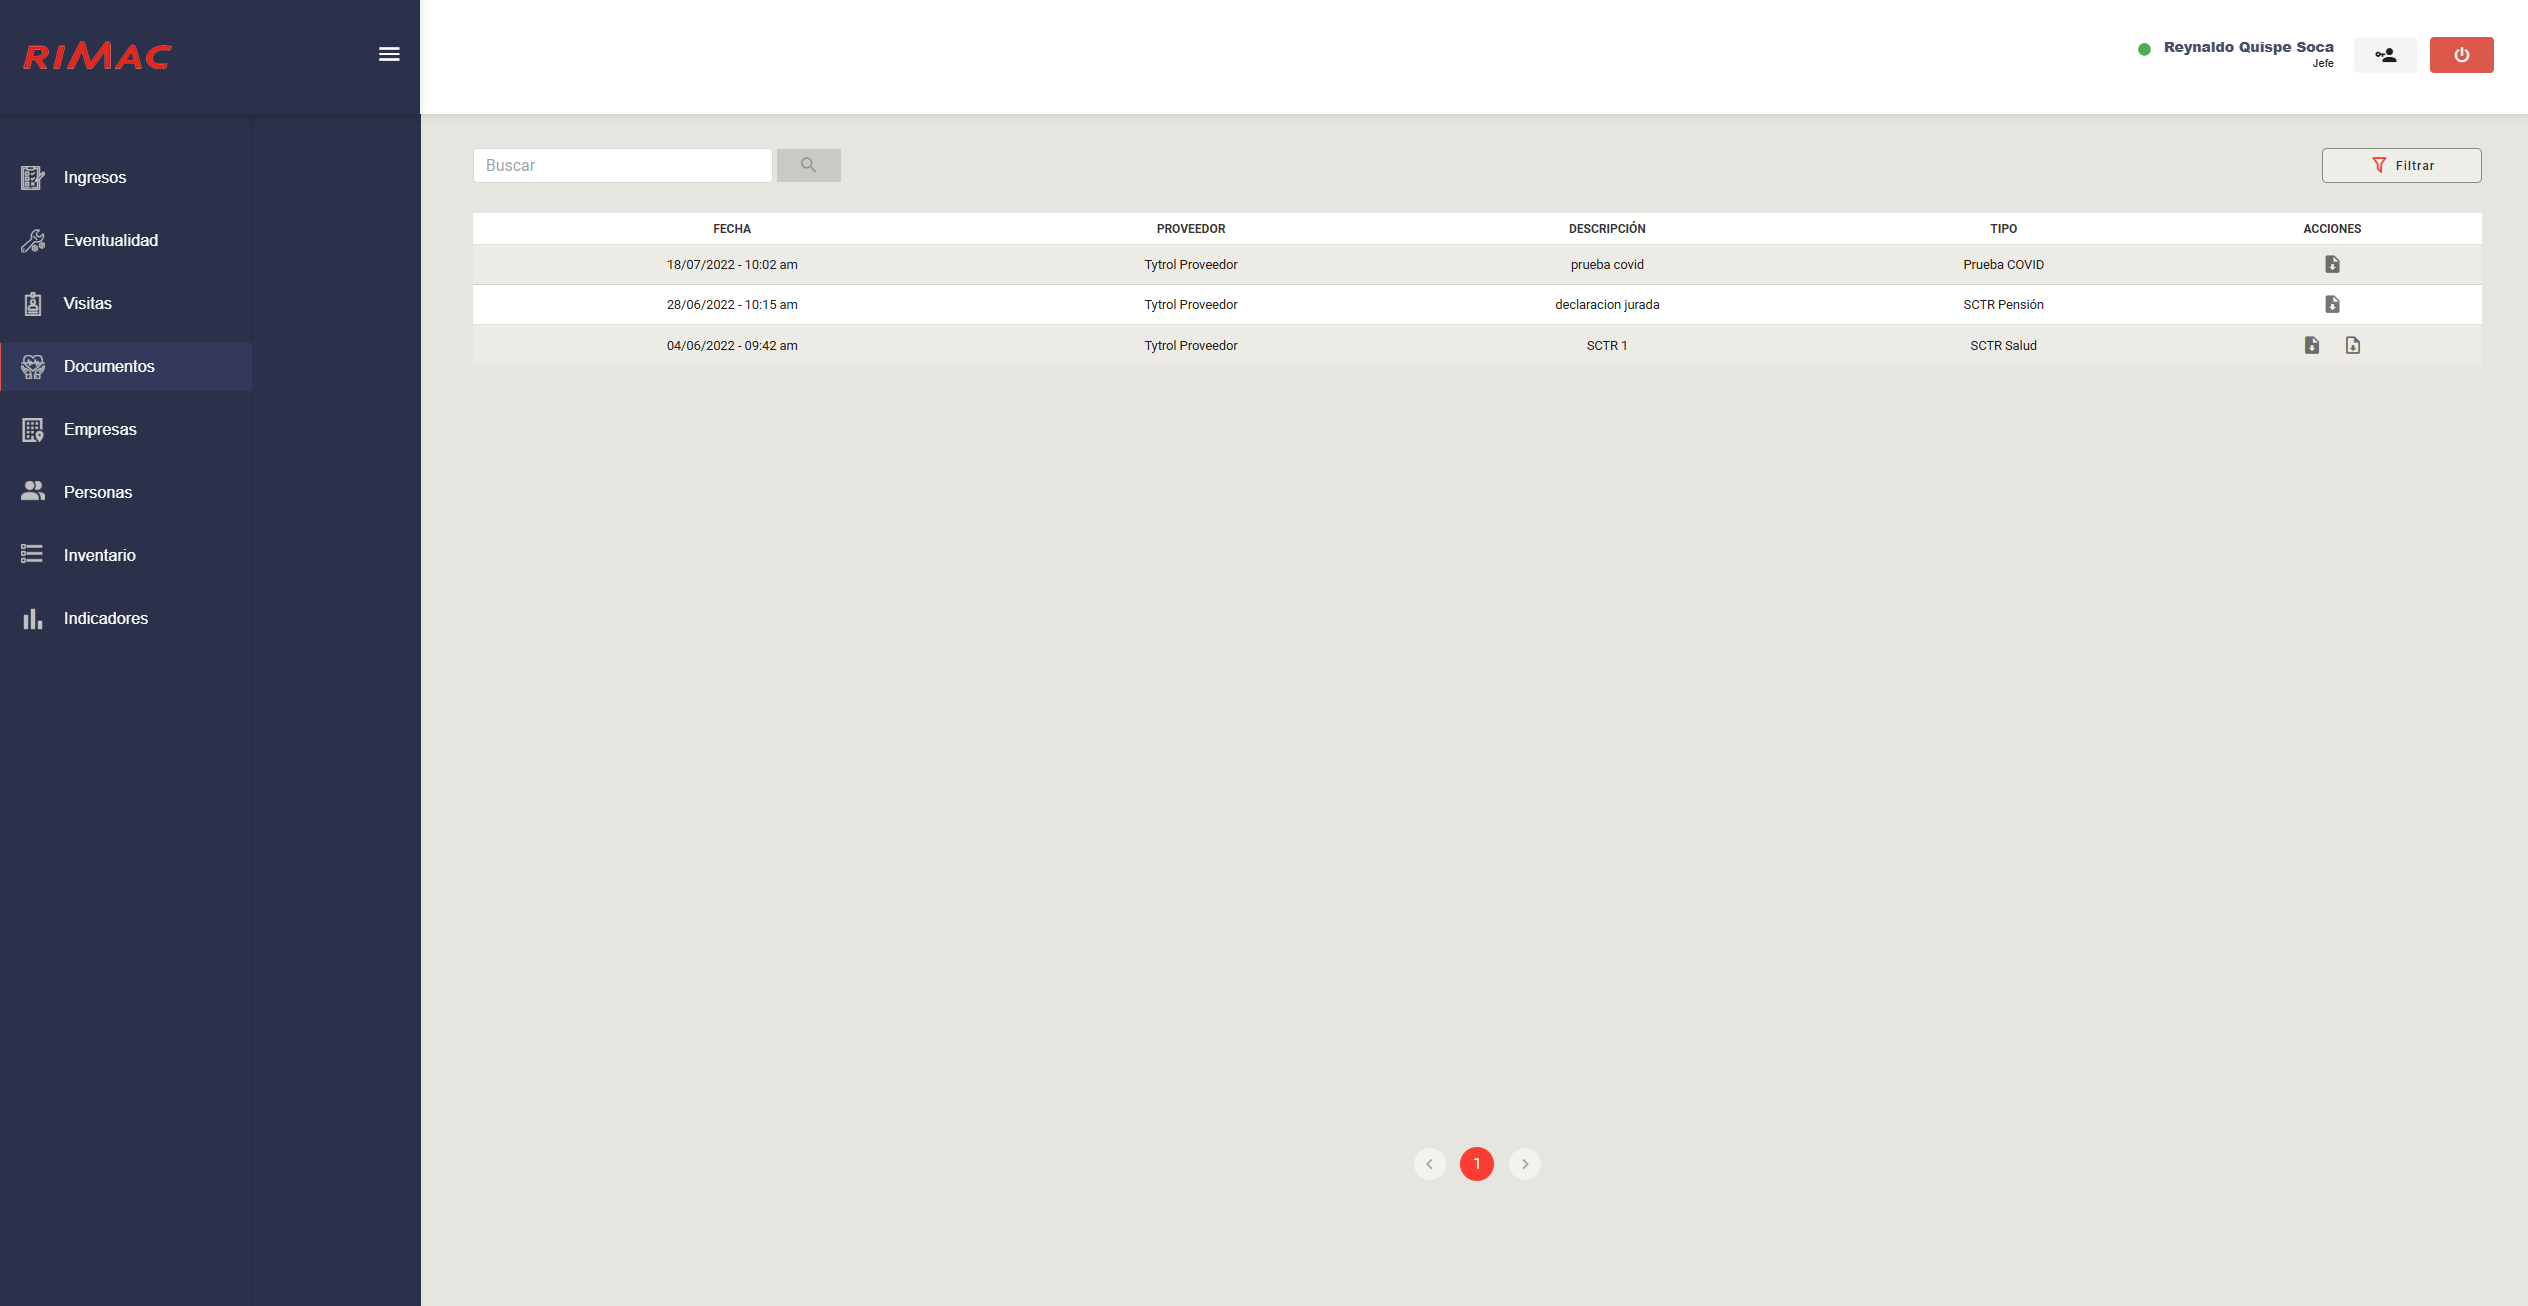 RIMAC
Reynaldo Quispe Soca
Jefe
Ingresos
Eventualidad
Visitas
Documentos
Empresas
Personas
Inventario
Indicadores
Buscar
Filtrar
FECHA PROVEEDOR DESCRIPCIÓN TIPO ACCIONES
18/07/2022 - 10:02 am Tytrol Proveedor prueba covid Prueba COVID
28/06/2022 - 10:15 am Tytrol Proveedor declaracion jurada SCTR Pensión
04/06/2022 - 09:42 am Tytrol Proveedor SCTR 1 SCTR Salud
1